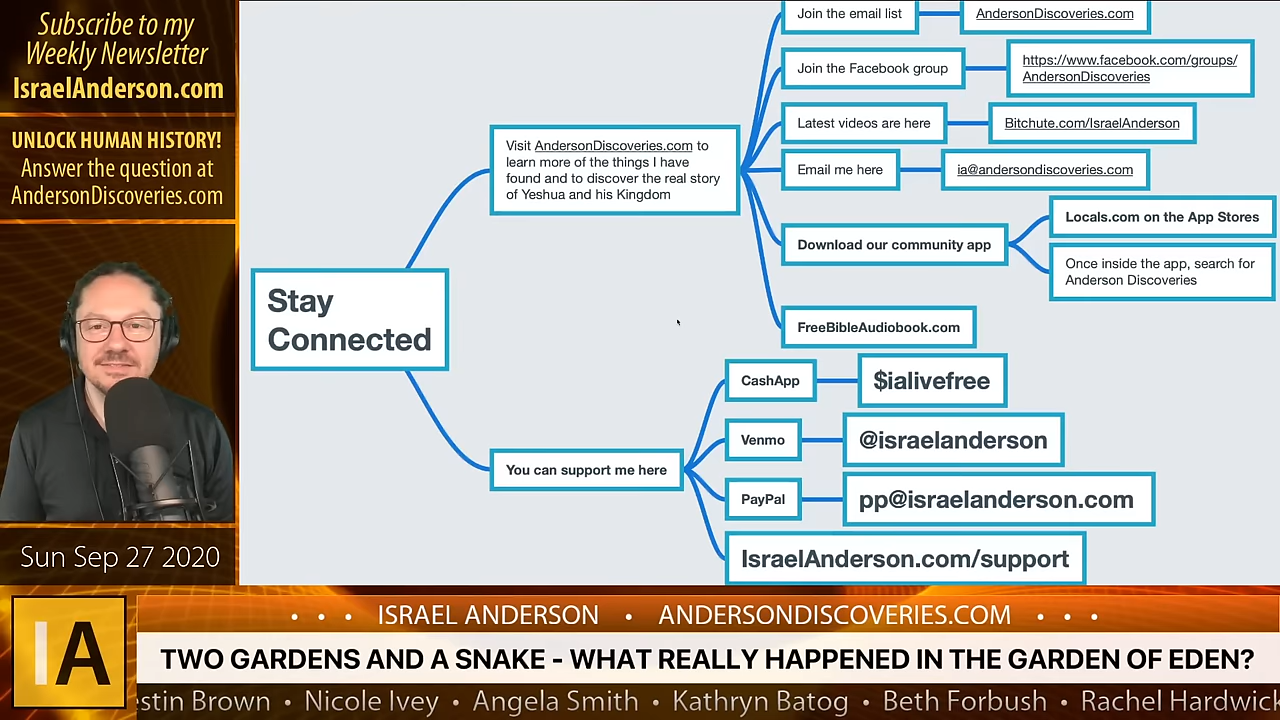 Subscribe to my
Weekly Newsletter
IsraelAnderson.com
UNLOCK HUMAN HISTORY!
Answer the question at
AndersonDiscoveries.com
Sun Sep 27 2020
Stay
Connected
Visit AndersonDiscoveries.com to
learn more of the things I have
found and to discover the real story
of Yeshua and his Kingdom
Join the email list
AndersonDiscoveries.com
Join the Facebook group
https://www.facebook.com/groups/
AndersonDiscoveries
Latest videos are here
Bitchute.com/IsraelAnderson
Email me here
ia@andersondiscoveries.com
Download our community app
Locals.com on the App Stores
Once inside the app, search for
Anderson Discoveries
FreeBibleAudiobook.com
You can support me here
CashApp
$ialivefree
Venmo
@israelanderson
PayPal
pp@israelanderson.com
IsraelAnderson.com/support
IA
• • • ISRAEL ANDERSON • ANDERSONDISCOVERIES.COM • • •
TWO GARDENS AND A SNAKE - WHAT REALLY HAPPENED IN THE GARDEN OF EDEN?
estin Brown • Nicole Ivey • Angela Smith • Kathryn Batog • Beth Forbush • Rachel Hardwick